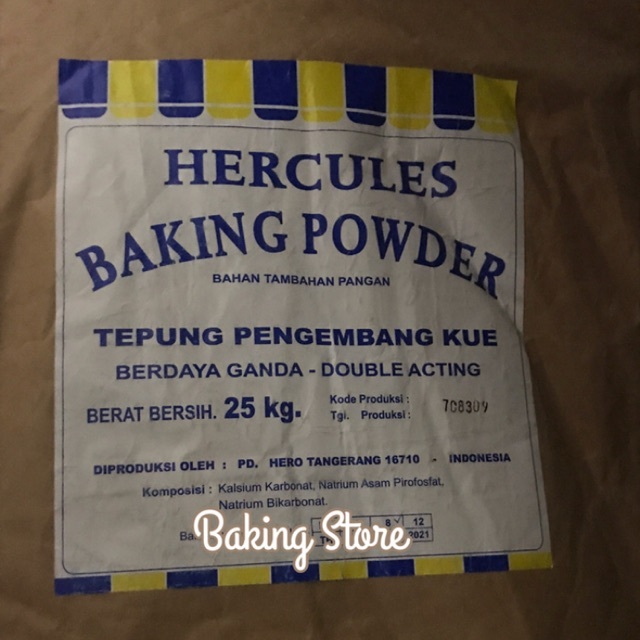 HERCULES
BAKING POWDER
BAHAN TAMBAHAN PANGAN
TEPUNG PENGEMBANG KUE
BERDAYA GANDA - DOUBLE ACTING
BERAT BERSIH. 25 kg.
Kode Produksi :
Tgl. Produksi :
DIPRODUKSI OLEH : PD. HERO TANGERANG 16710 - INDONESIA
Komposisi : Kalsium Karbonat, Natrium Asam Pirofosfat,
Natrium Bikarbonat.
8 12
2021
Baking Store